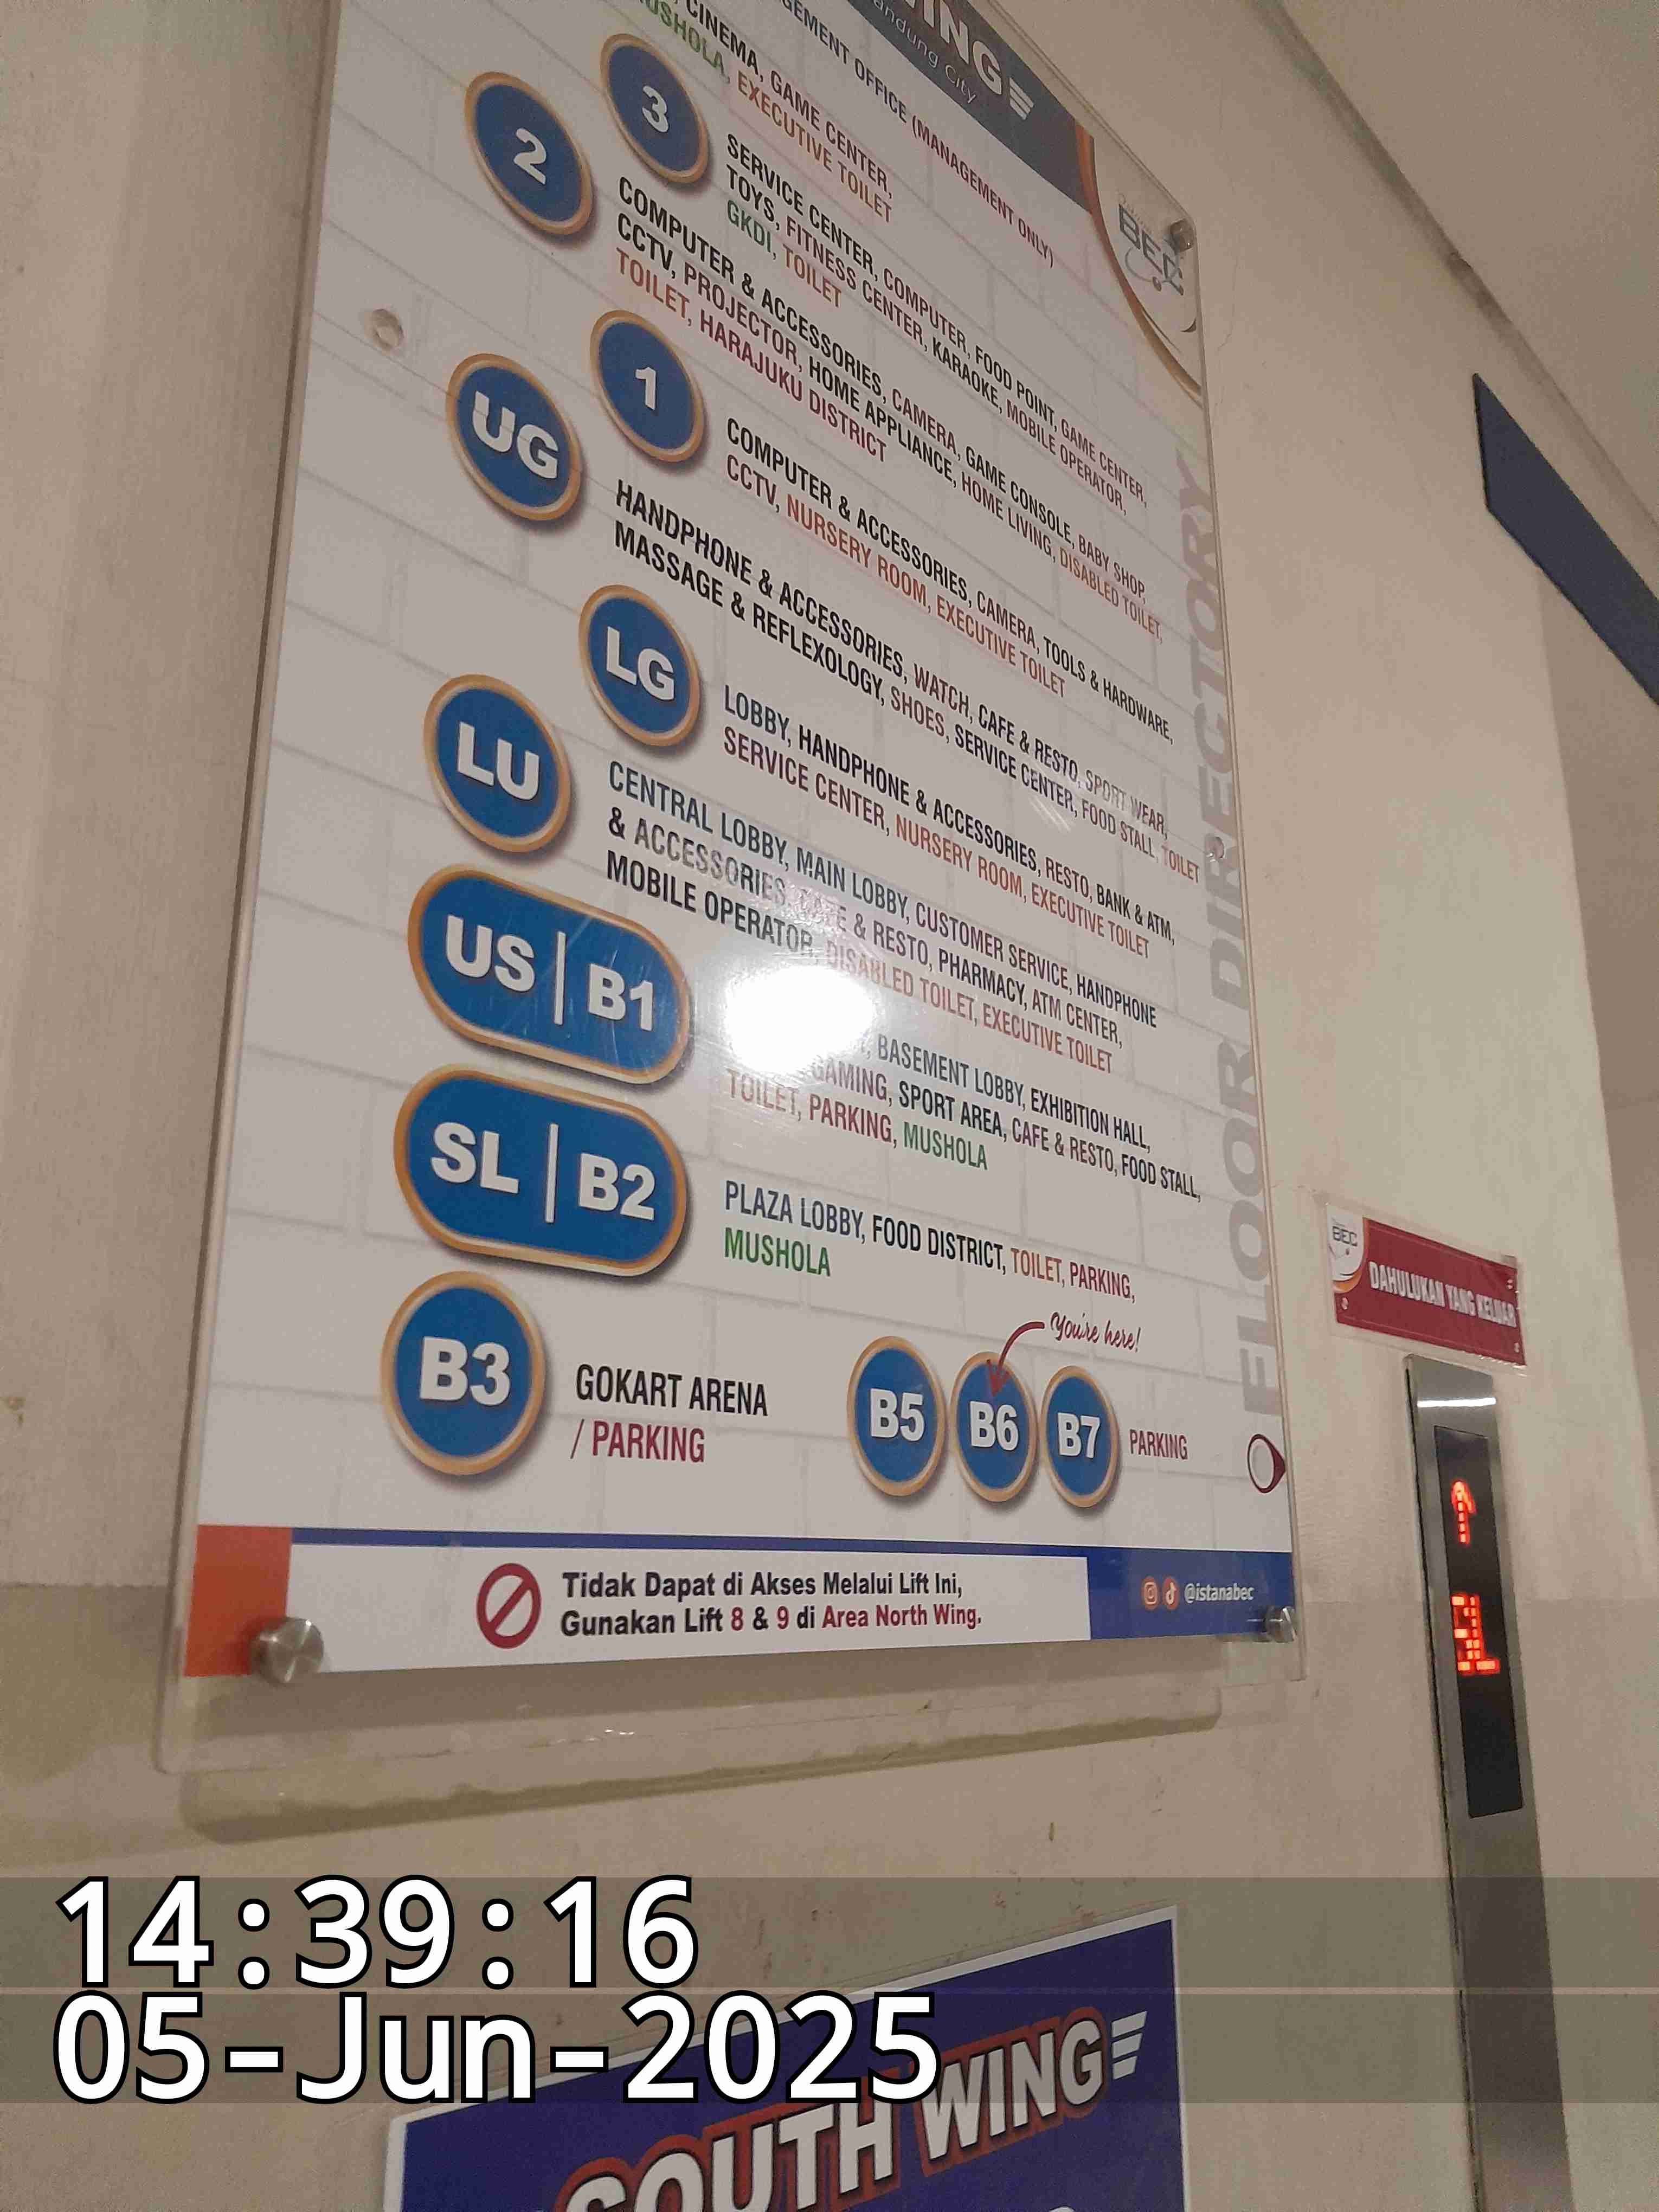 WING
Bandung City
BEC
MANAGEMENT OFFICE (MANAGEMENT ONLY)
CINEMA, GAME CENTER,
MUSHOLA, EXECUTIVE TOILET
3
SERVICE CENTER, COMPUTER, FOOD POINT, GAME CENTER,
TOYS, FITNESS CENTER, KARAOKE, MOBILE OPERATOR,
GKDI, TOILET
2
COMPUTER & ACCESSORIES, CAMERA, GAME CONSOLE, BABY SHOP,
CCTV, PROJECTOR, HOME APPLIANCE, HOME LIVING, DISABLED TOILET,
TOILET, HARAJUKU DISTRICT
1
COMPUTER & ACCESSORIES, CAMERA, TOOLS & HARDWARE,
CCTV, NURSERY ROOM, EXECUTIVE TOILET
UG
HANDPHONE & ACCESSORIES, WATCH, CAFE & RESTO, SPORT WEAR,
MASSAGE & REFLEXOLOGY, SHOES, SERVICE CENTER, FOOD STALL, TOILET
LG
LOBBY, HANDPHONE & ACCESSORIES, RESTO, BANK & ATM,
SERVICE CENTER, NURSERY ROOM, EXECUTIVE TOILET
LU
CENTRAL LOBBY, MAIN LOBBY, CUSTOMER SERVICE, HANDPHONE
& ACCESSORIES, CAFE & RESTO, PHARMACY, ATM CENTER,
MOBILE OPERATOR, DISABLED TOILET, EXECUTIVE TOILET
US | B1
BASEMENT LOBBY, EXHIBITION HALL,
GAMING, SPORT AREA, CAFE & RESTO, FOOD STALL,
TOILET, PARKING, MUSHOLA
SL | B2
PLAZA LOBBY, FOOD DISTRICT, TOILET, PARKING,
MUSHOLA
You're here!
B3
GOKART ARENA
/ PARKING
B5
B6
B7
PARKING
FLOOR DIRECTORY
Tidak Dapat di Akses Melalui Lift Ini,
Gunakan Lift 8 & 9 di Area North Wing.
@istanabec
BEC
DAHULUKAN YANG KELUAR
SL
14:39:16
05-Jun-2025
SOUTH WING